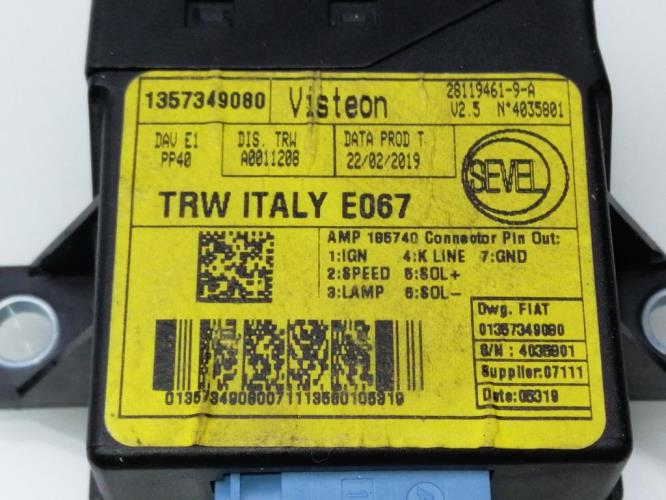 1357349080 Visteon 28119461-9-A
V2.5 N°4035801
DAV E1 DIS. TRW DATA PROD T.
PP40 A0011208 22/02/2019
SEVEL
TRW ITALY E067
AMP 185740 Connector Pin Out:
1:IGN 4:K LINE 7:GND
2:SPEED 5:SOL+
3:LAMP 6:SOL-
Dwg. FIAT
01357349080
S/N : 4035801
Supplier:07111
Date:05319
01357349080071113580105319